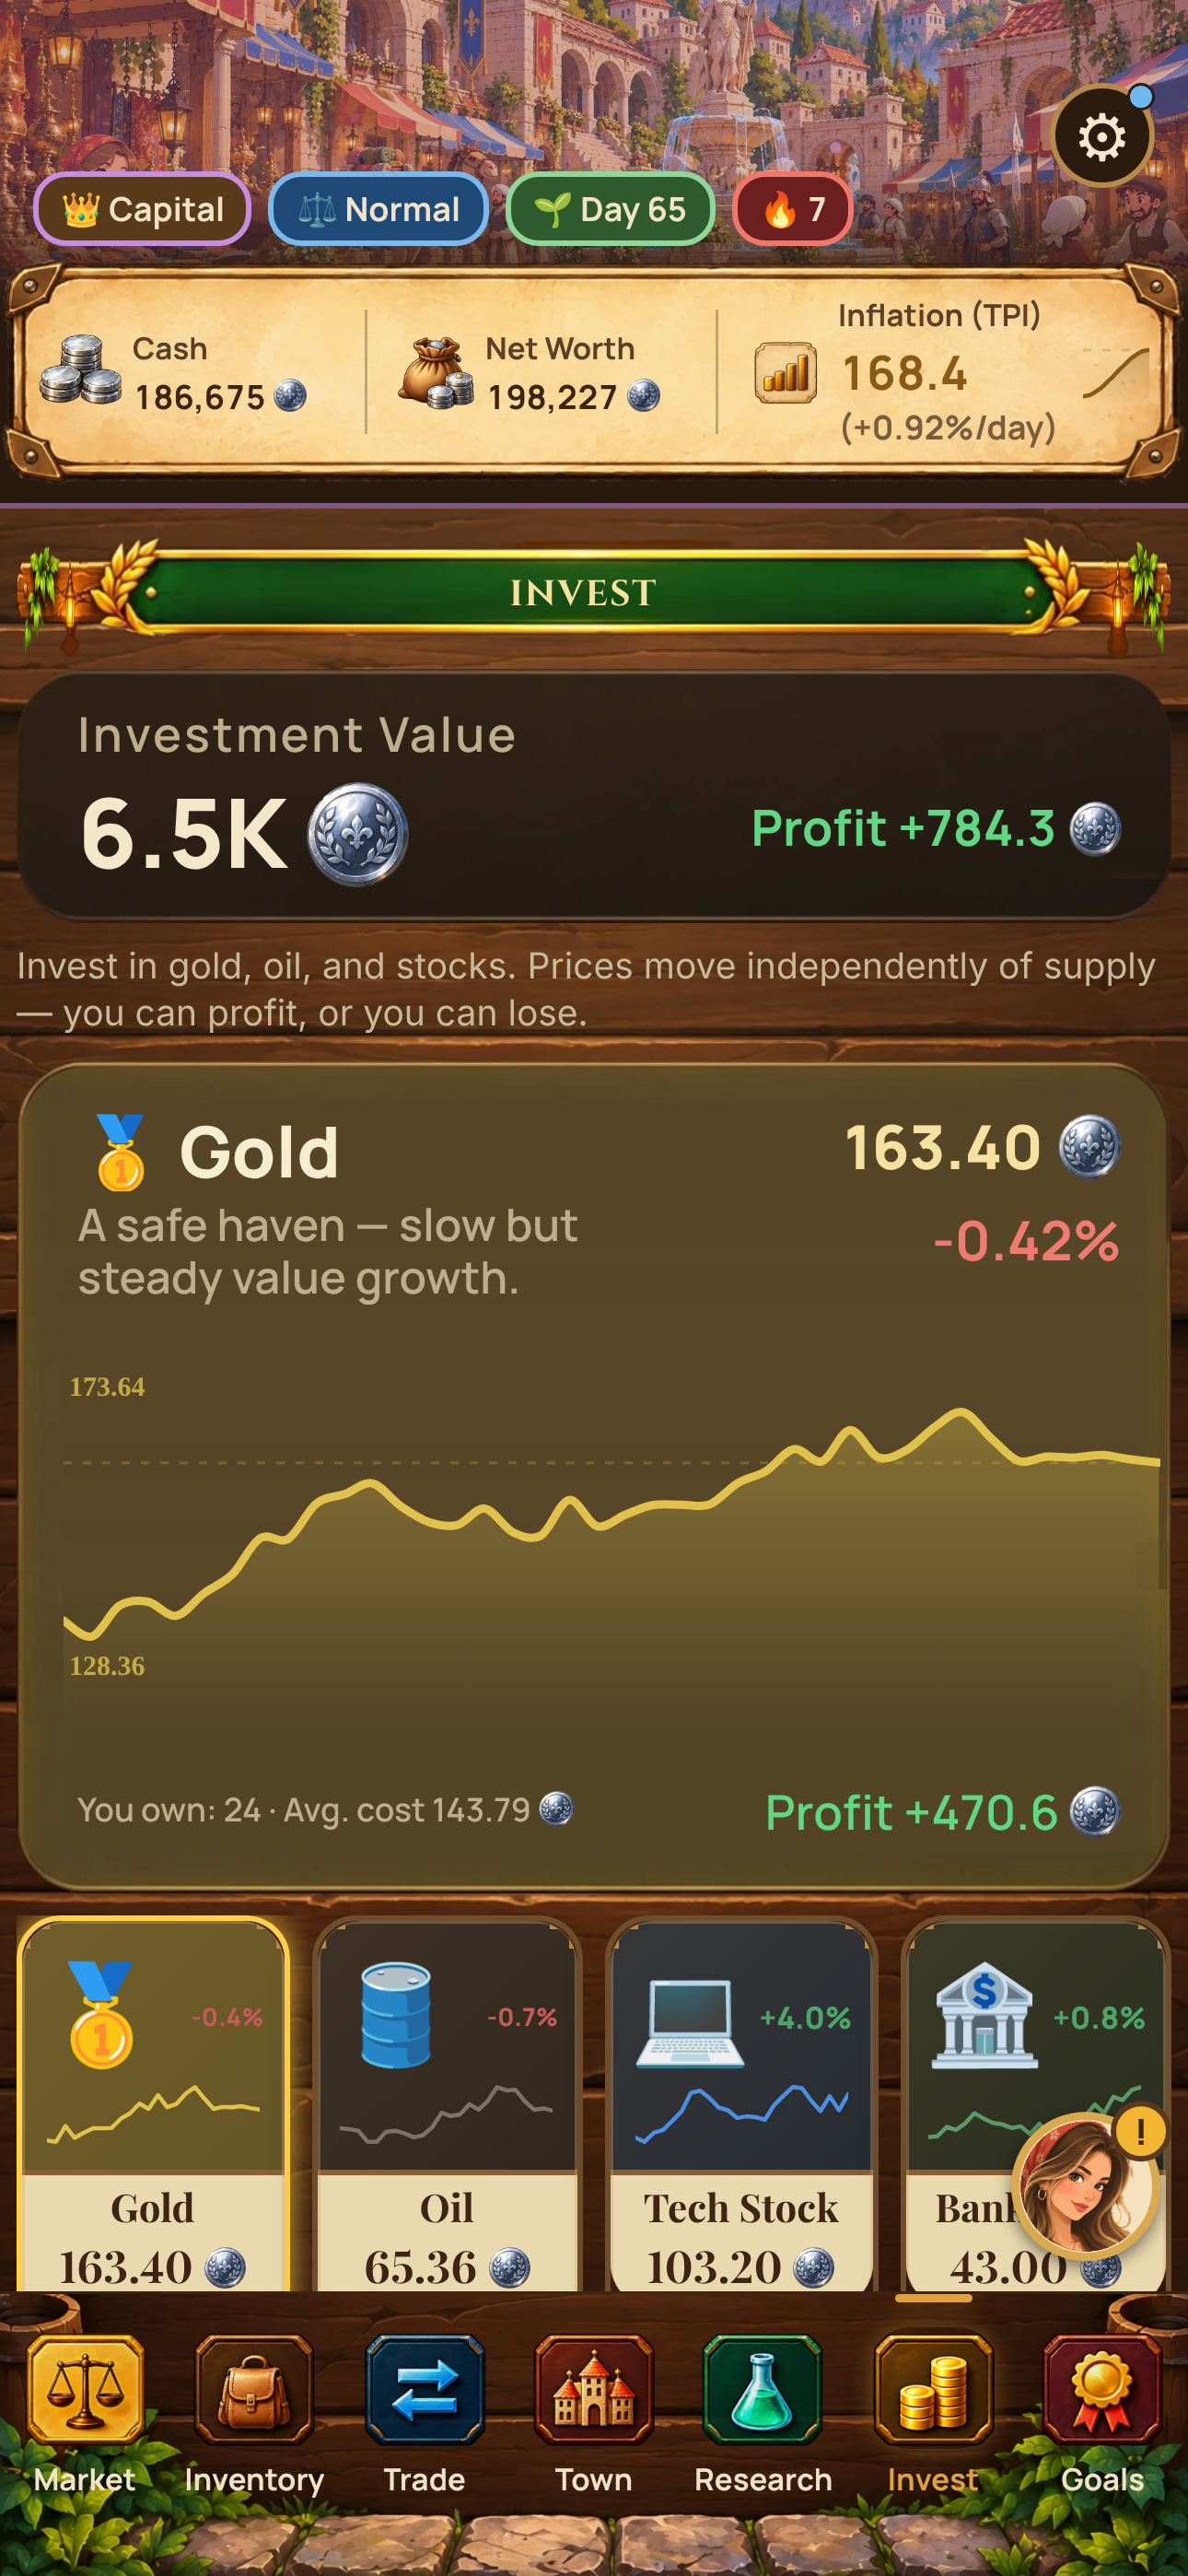 Capital
Normal
Day 65
7
Cash
186,675
Net Worth
198,227
Inflation (TPI)
168.4
(+0.92%/day)
INVEST
Investment Value
6.5K
Profit +784.3
Invest in gold, oil, and stocks. Prices move independently of supply
— you can profit, or you can lose.
Gold
163.40
A safe haven — slow but
steady value growth.
-0.42%
173.64
128.36
You own: 24 · Avg. cost 143.79
Profit +470.6
-0.4%
-0.7%
+4.0%
+0.8%
!
Gold
Oil
Tech Stock
163.40
65.36
103.20
43.00
Market
Inventory
Trade
Town
Research
Invest
Goals